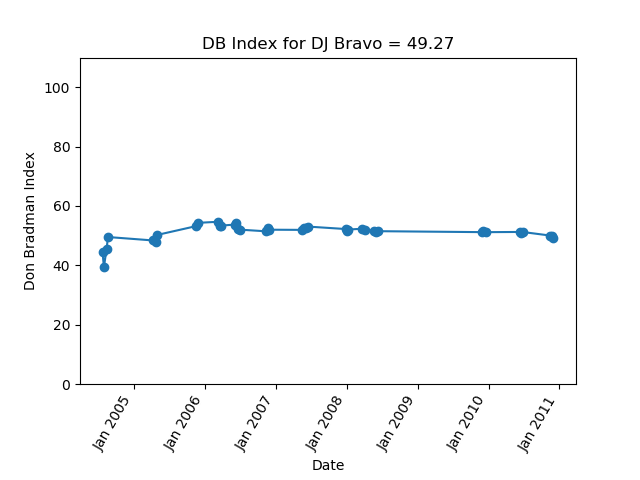 DB Index for DJ Bravo = 49.27
Don Bradman Index
100
80
60
40
20
0
Jan 2005
Jan 2006
Jan 2007
Jan 2008
Jan 2009
Jan 2010
Jan 2011
Date